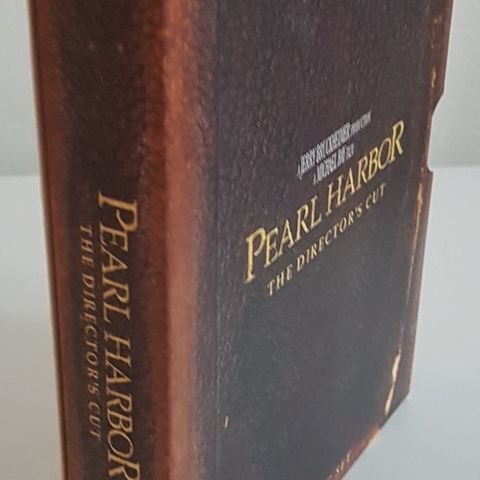 PEARL HARBOR
THE DIRECTOR'S CUT
A JERRY BRUCKHEIMER PRODUCTION
A MICHAEL BAY FILM
PEARL HARBOR
THE DIRECTOR'S CUT